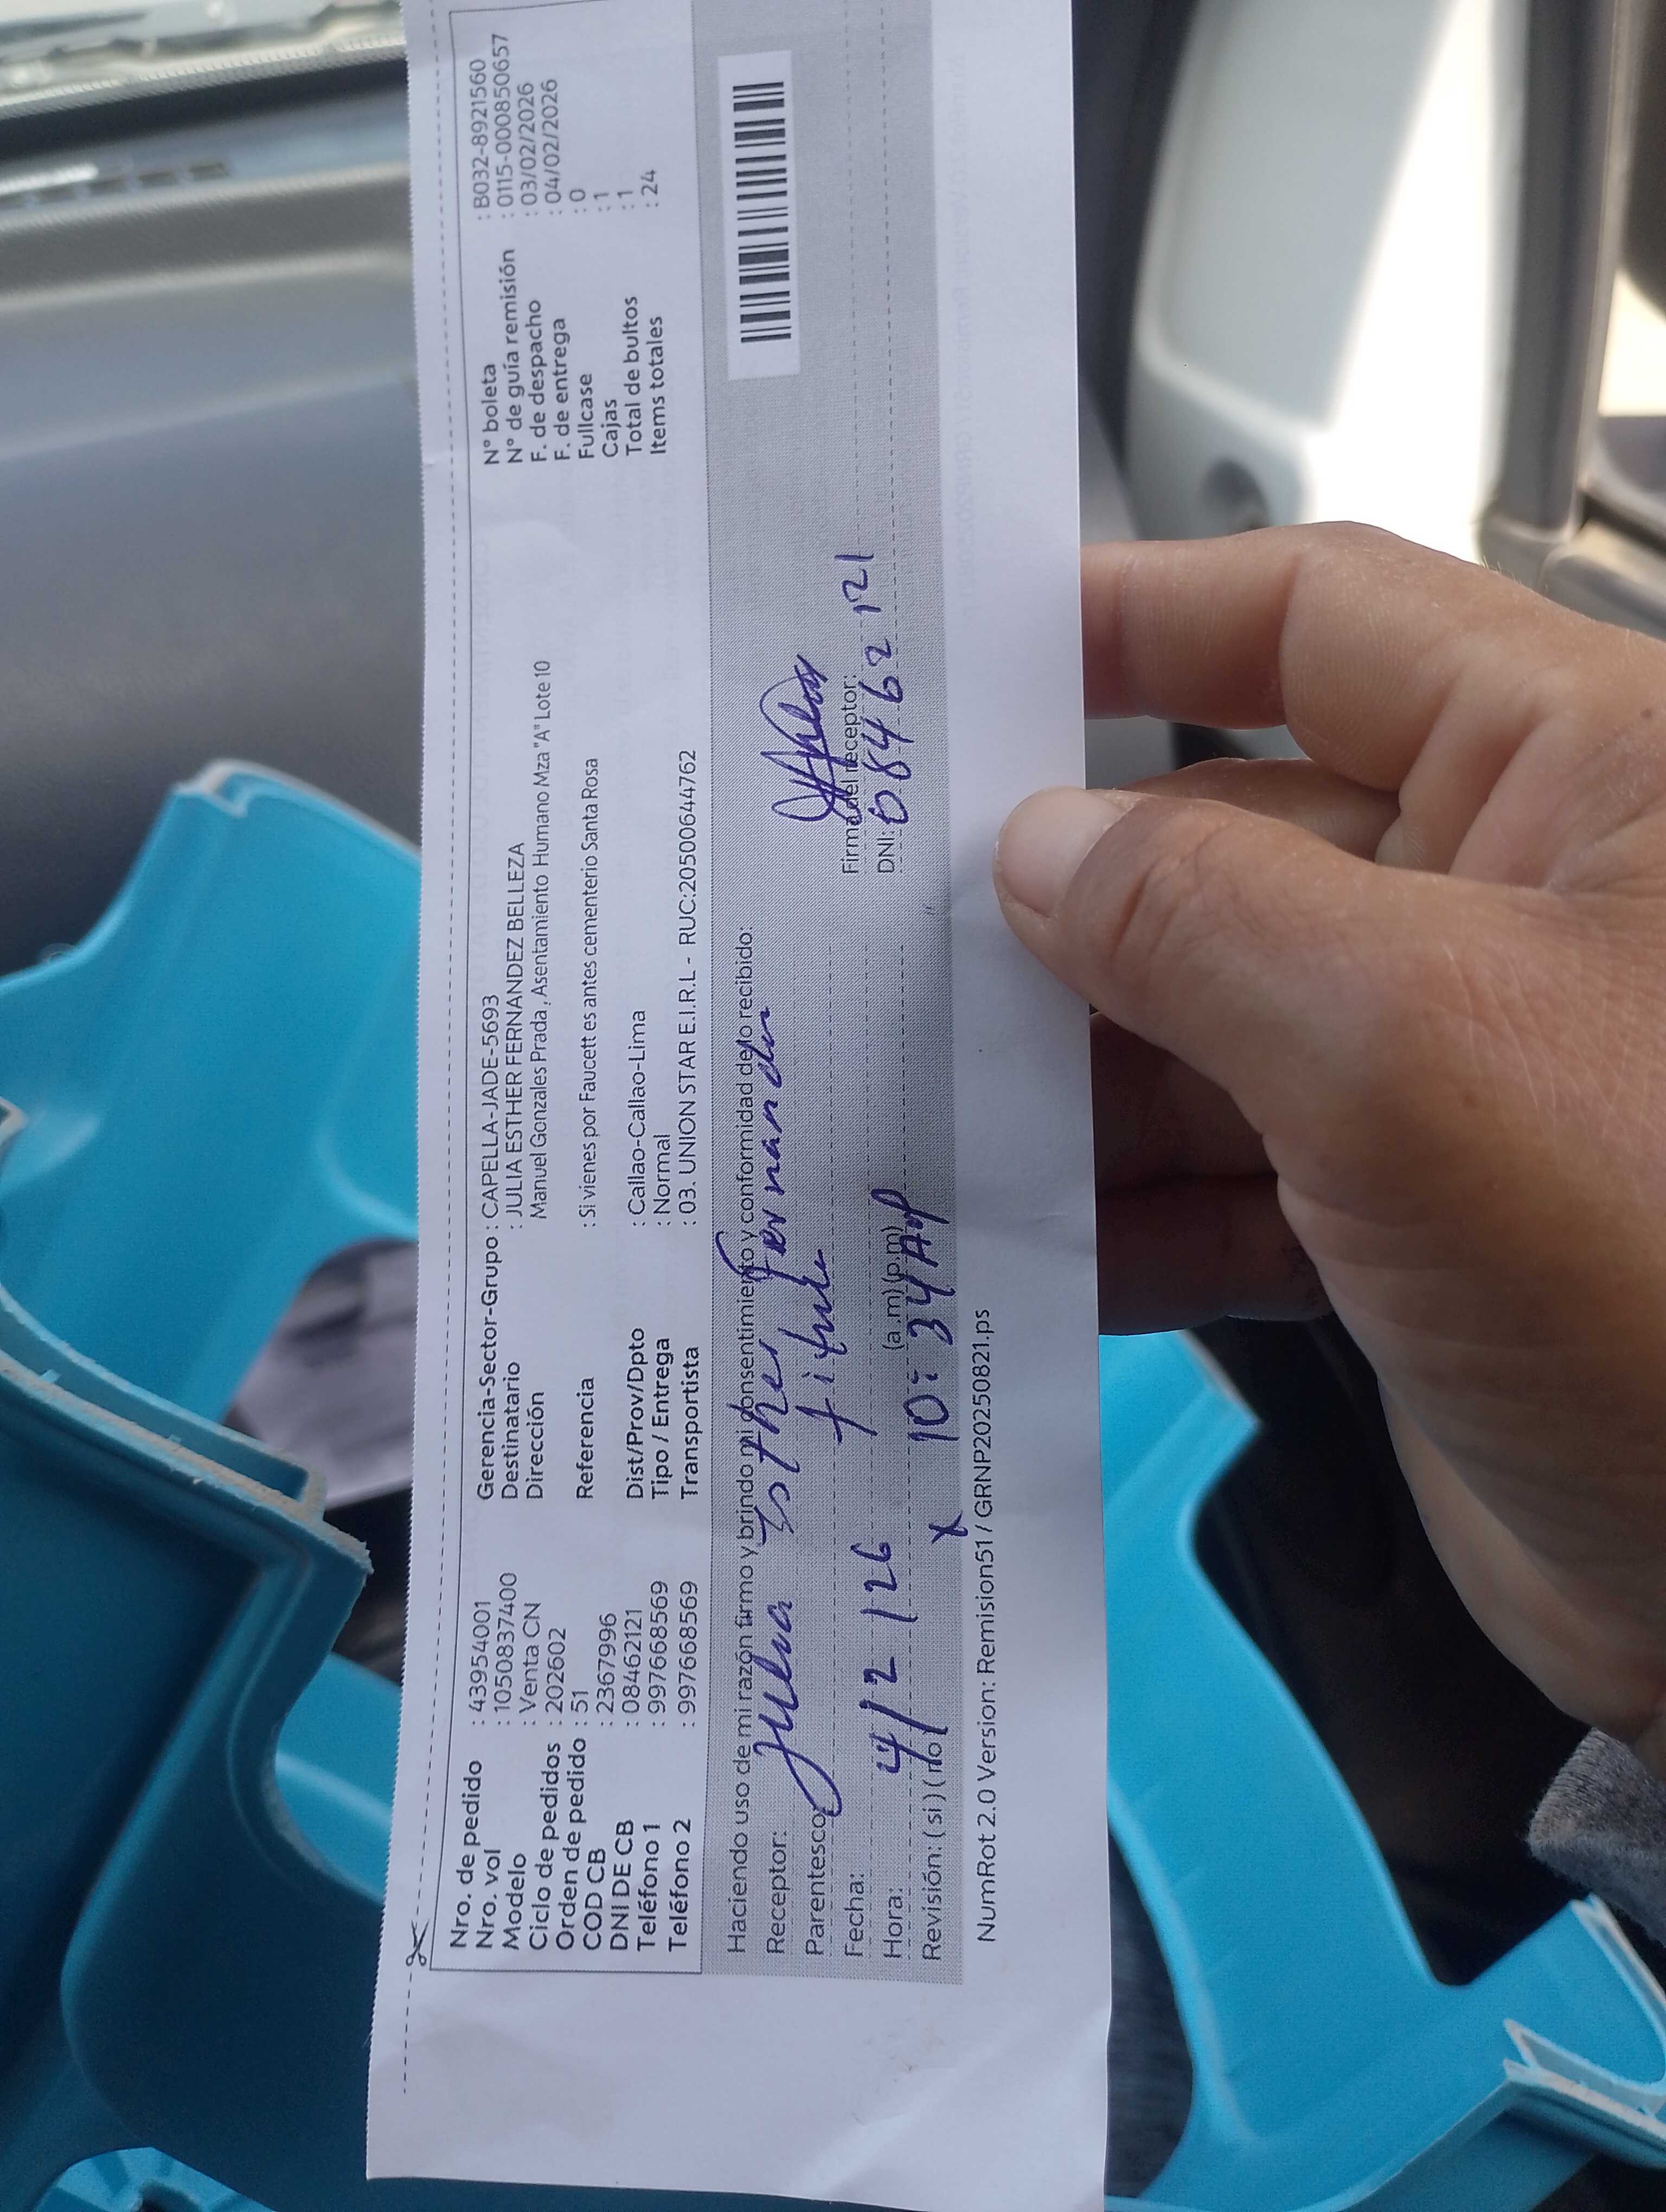 Nro. de pedido : 43954001
Nro. vol : 1050837400
Modelo : Venta CN
Ciclo de pedidos : 202602
Orden de pedido : 51
COD CB : 2367996
DNI DE CB : 08462121
Teléfono 1 : 997668569
Teléfono 2 : 997668569
Gerencia-Sector-Grupo : CAPELLA-JADE-5693
Destinatario : JULIA ESTHER FERNANDEZ BELLEZA
Dirección Manuel Gonzales Prada , Asentamiento Humano Mza "A" Lote 10
Referencia : Si vienes por Faucett es antes cementerio Santa Rosa
Dist/Prov/Dpto : Callao-Callao-Lima
Tipo / Entrega : Normal
Transportista : 03. UNION STAR E.I.R.L - RUC:20500644762
N° boleta : B032-8921560
N° de guía remisión : 0115-000850657
F. de despacho : 03/02/2026
F. de entrega : 04/02/2026
Fullcase : 0
Cajas : 1
Total de bultos : 1
Items totales : 24
Haciendo uso de mi razón firmo y brindo mi consentimiento y conformidad de lo recibido:
Receptor: Julia Esther Fernandez
Parentesco: titular
Fecha: 4/2/26
Hora: 10:34 (a.m) (p.m)
Revisión: (si) (no) x
Firma del receptor:
DNI: 08462121
NumRot 2.0 Version: Remision51 / GRNP20250821.ps